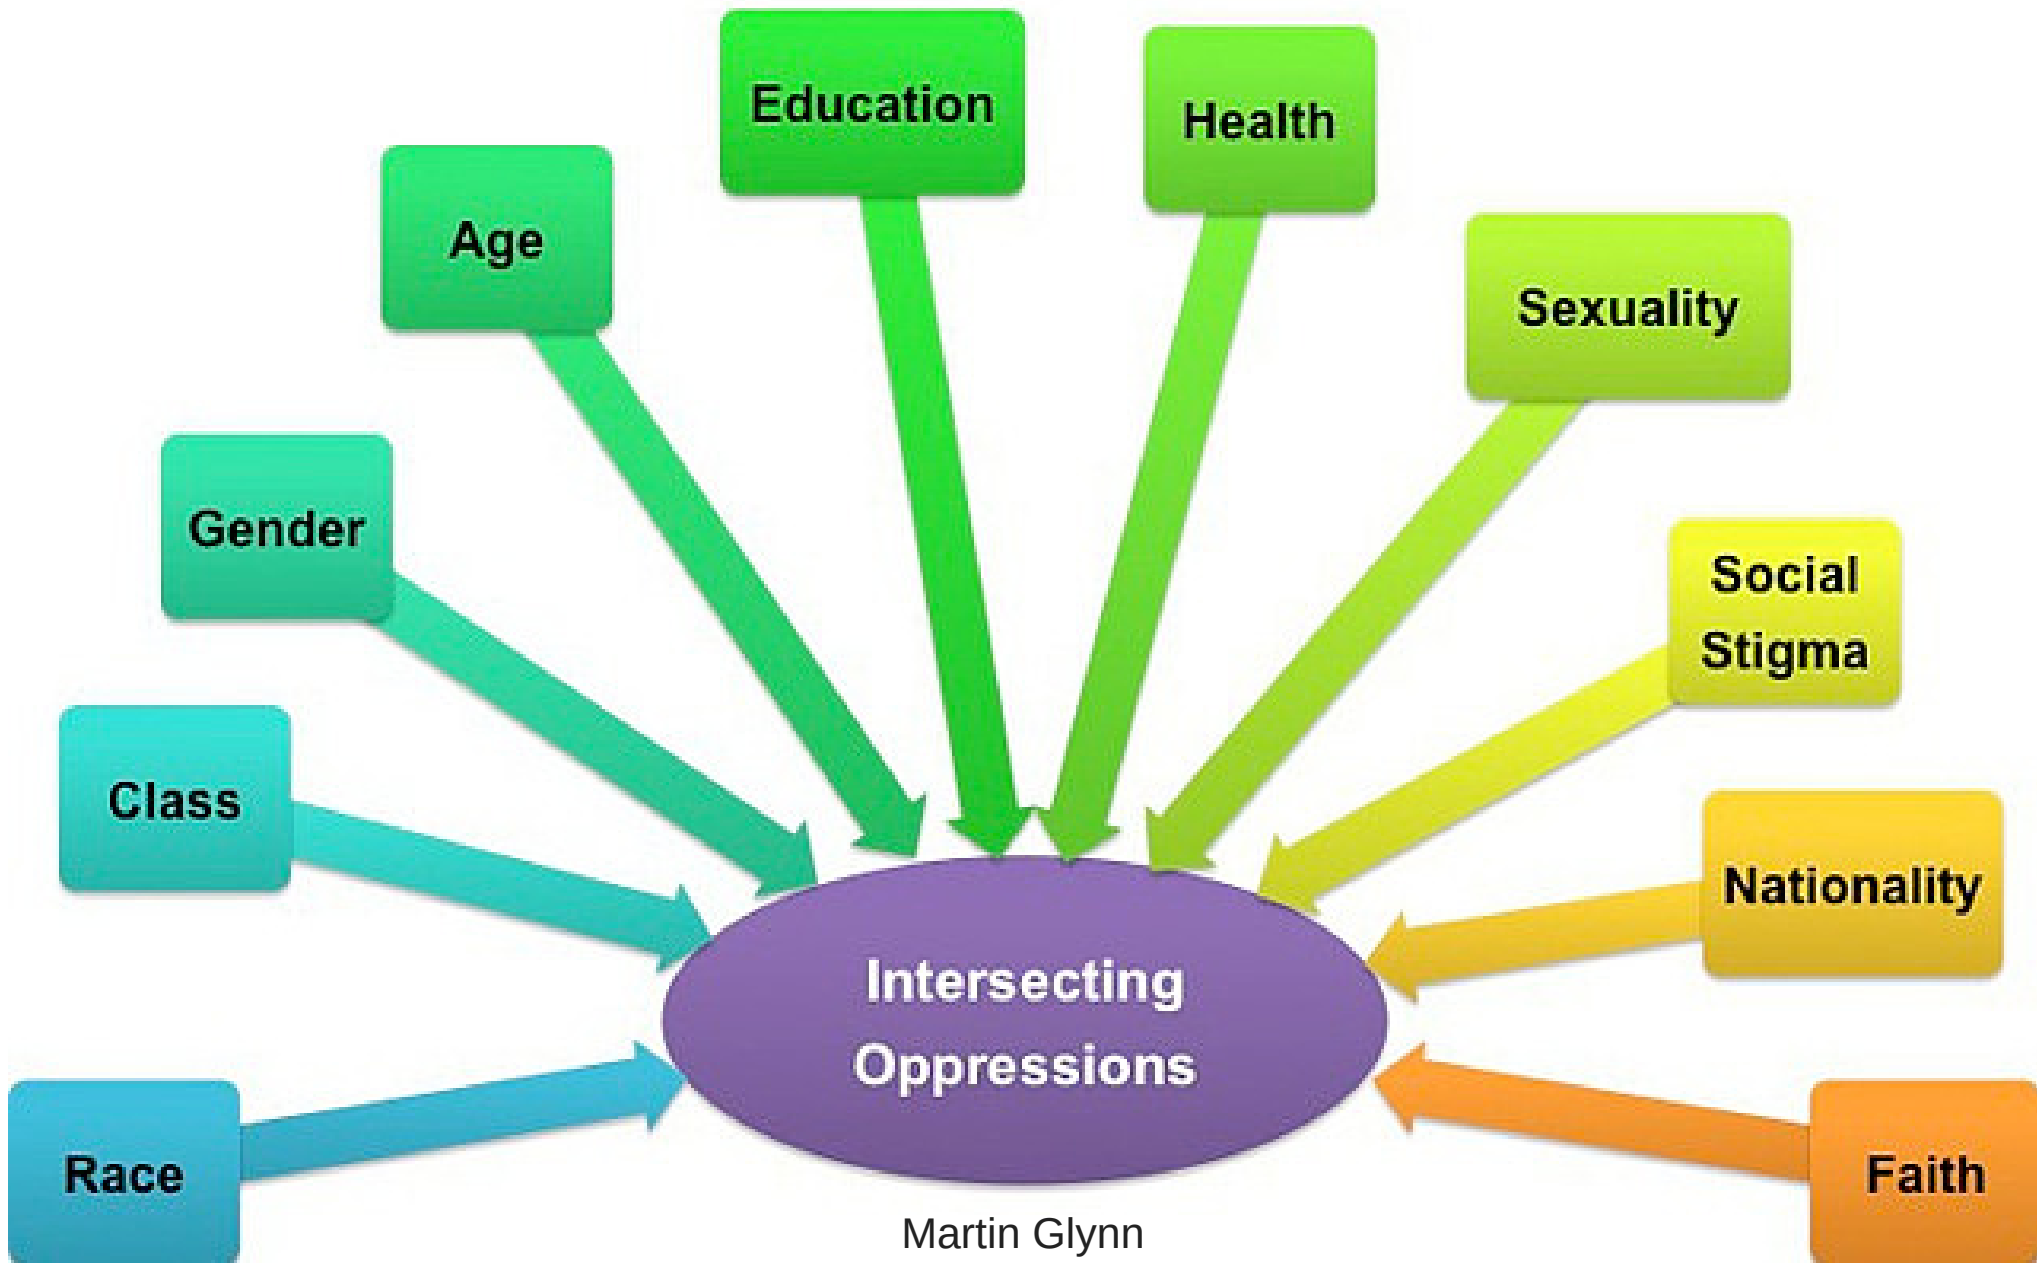 Education
Health
Age
Sexuality
Gender
Social
Stigma
Class
Nationality
Intersecting
Oppressions
Race
Faith
Martin Glynn